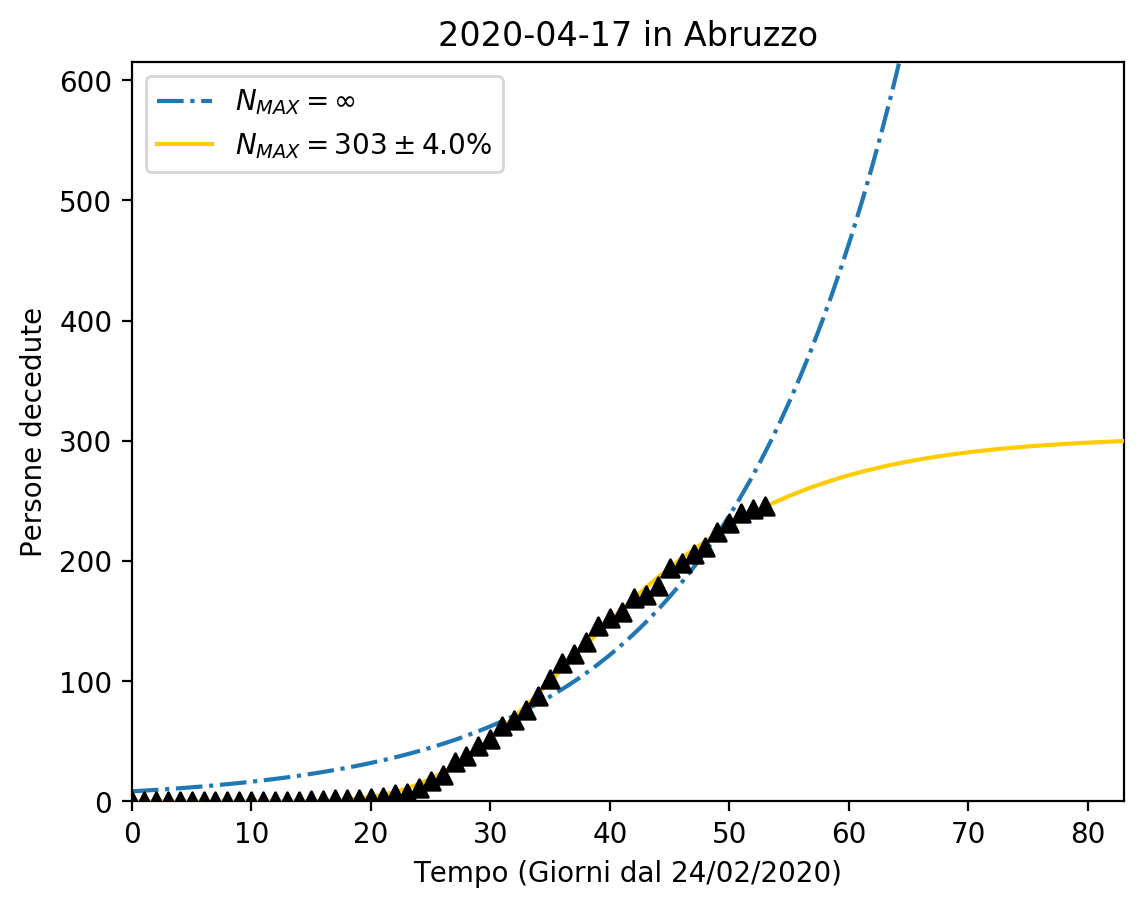 2020-04-17 in Abruzzo
N_MAX = ∞
N_MAX = 303 ± 4.0%
600
500
400
300
200
100
0
Persone decedute
0 10 20 30 40 50 60 70 80
Tempo (Giorni dal 24/02/2020)